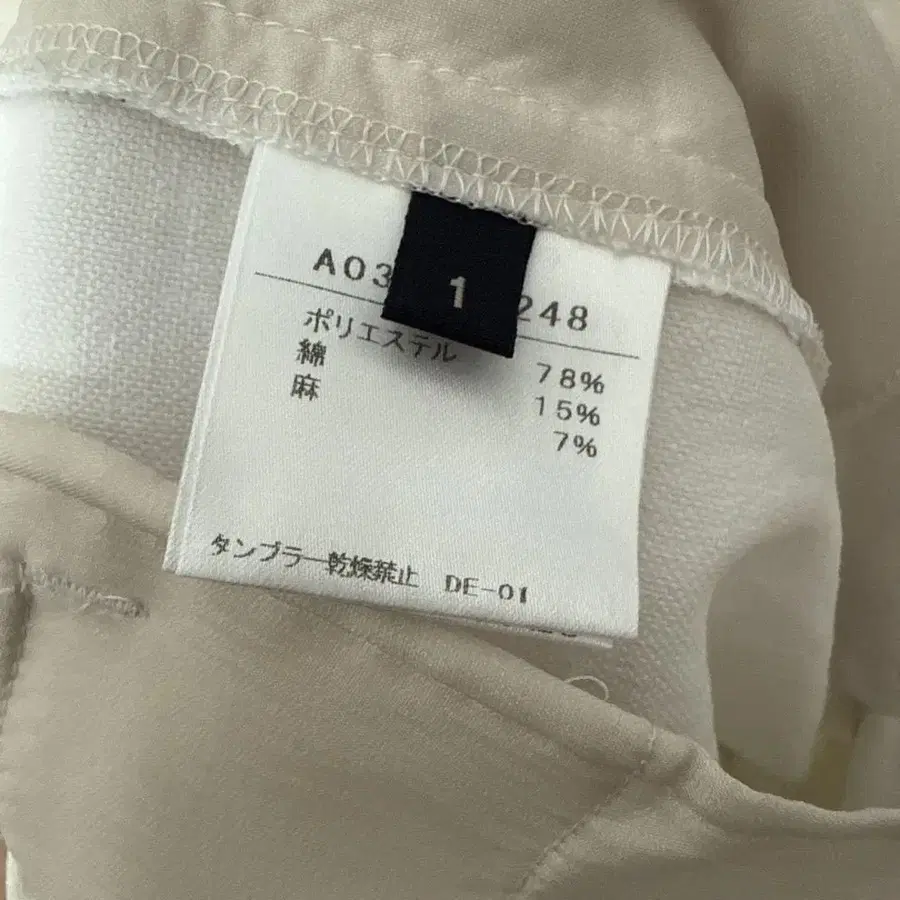 A03
1
248
ポリエステル 78%
綿 15%
麻 7%
タンブラー乾燥禁止 DE-01